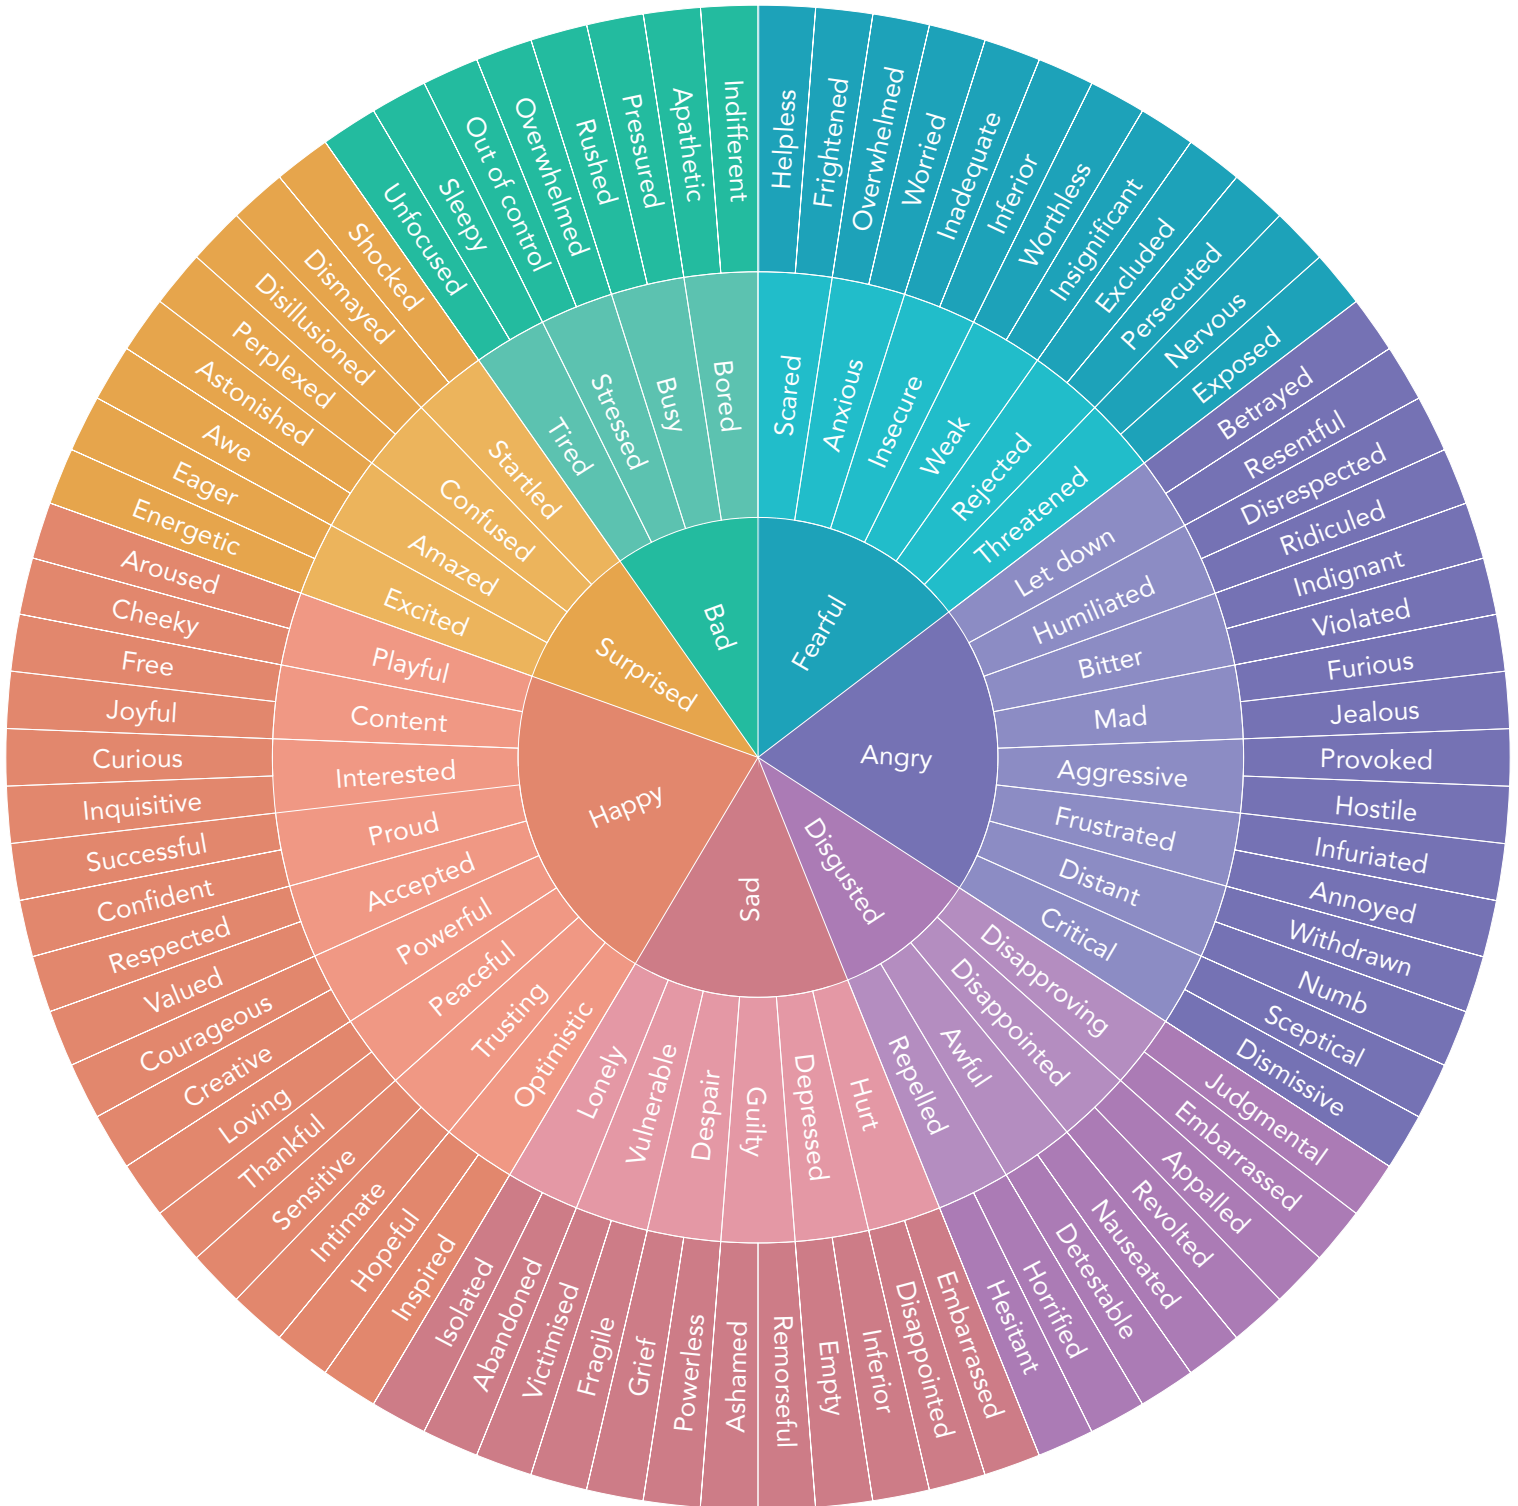 Fearful
Angry
Disgusted
Sad
Happy
Surprised
Bad
Scared
Anxious
Insecure
Weak
Rejected
Threatened
Let down
Humiliated
Bitter
Mad
Aggressive
Frustrated
Distant
Critical
Disapproving
Disappointed
Awful
Repelled
Hurt
Depressed
Guilty
Despair
Vulnerable
Lonely
Optimistic
Trusting
Peaceful
Powerful
Accepted
Proud
Interested
Content
Playful
Excited
Amazed
Confused
Startled
Tired
Stressed
Busy
Bored
Helpless
Frightened
Overwhelmed
Worried
Inadequate
Inferior
Worthless
Insignificant
Excluded
Persecuted
Nervous
Exposed
Betrayed
Resentful
Disrespected
Ridiculed
Indignant
Violated
Furious
Jealous
Provoked
Hostile
Infuriated
Annoyed
Withdrawn
Numb
Sceptical
Dismissive
Judgmental
Embarrassed
Appalled
Revolted
Nauseated
Detestable
Horrified
Hesitant
Embarrassed
Disappointed
Inferior
Empty
Remorseful
Ashamed
Powerless
Grief
Fragile
Victimised
Abandoned
Isolated
Inspired
Hopeful
Intimate
Sensitive
Thankful
Loving
Creative
Courageous
Valued
Respected
Confident
Successful
Inquisitive
Curious
Joyful
Free
Cheeky
Aroused
Energetic
Eager
Awe
Astonished
Perplexed
Disillusioned
Dismayed
Shocked
Unfocused
Sleepy
Out of control
Overwhelmed
Rushed
Pressured
Apathetic
Indifferent